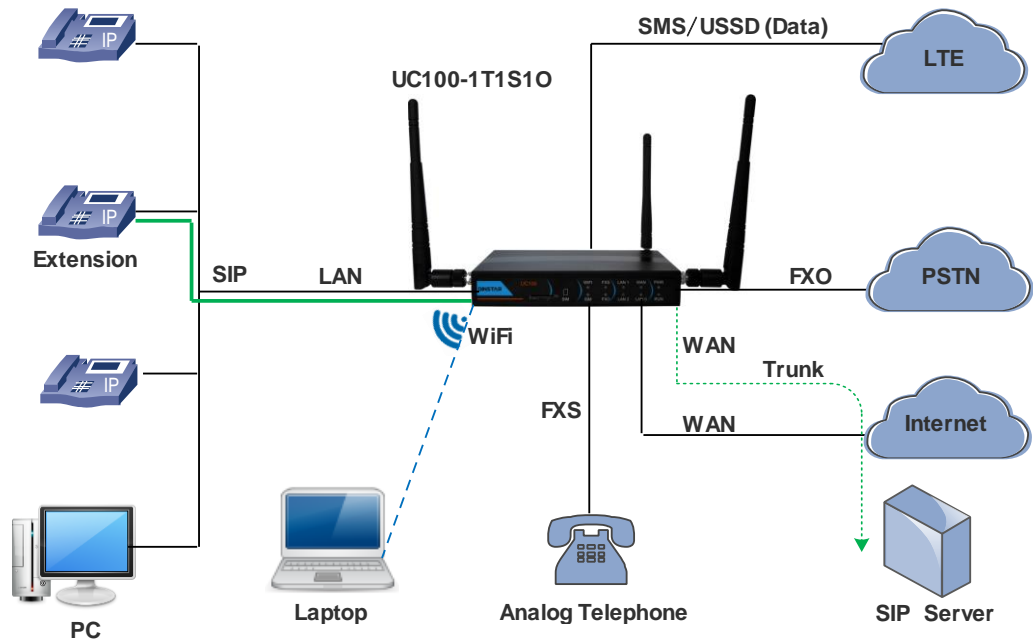 SMS/USSD (Data)
LTE
IP
UC100-1T1S1O
IP
Extension
SIP
LAN
FXO
PSTN
WiFi
WAN
Trunk
IP
FXS
WAN
Internet
PC
Laptop
Analog Telephone
SIP Server